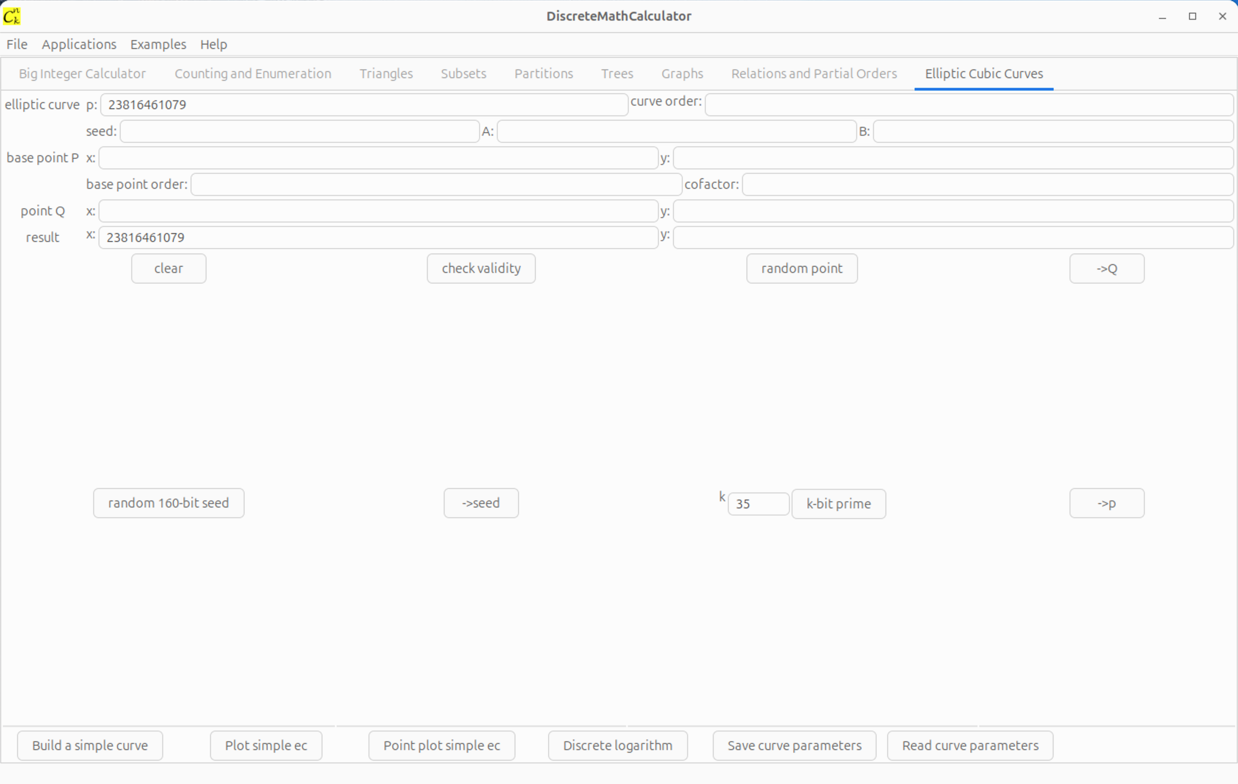 DiscreteMathCalculator
File Applications Examples Help
Big Integer Calculator Counting and Enumeration Triangles Subsets Partitions Trees Graphs Relations and Partial Orders Elliptic Cubic Curves
elliptic curve p: 23816461079 curve order:
seed: A: B:
base point P x: y:
base point order: cofactor:
point Q x: y:
result x: 23816461079 y:
clear check validity random point ->Q
random 160-bit seed ->seed k 35 k-bit prime ->p
Build a simple curve Plot simple ec Point plot simple ec Discrete logarithm Save curve parameters Read curve parameters